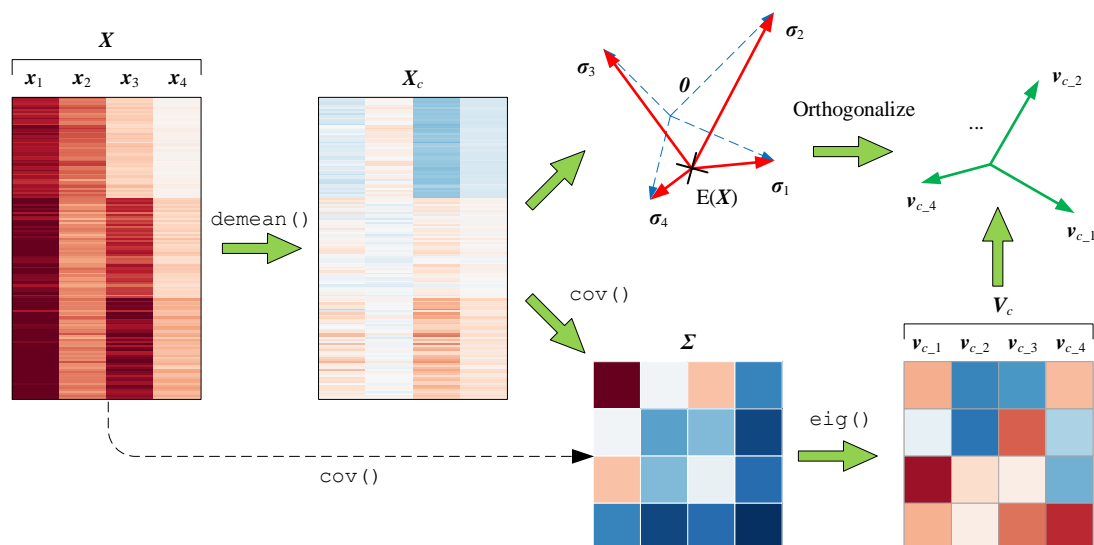 X
x1 x2 x3 x4
demean()
Xc
cov()
σ3
σ2
0
σ1
E(X)
σ4
Orthogonalize
vc_2
...
vc_4
vc_1
cov()
Σ
eig()
Vc
vc_1 vc_2 vc_3 vc_4